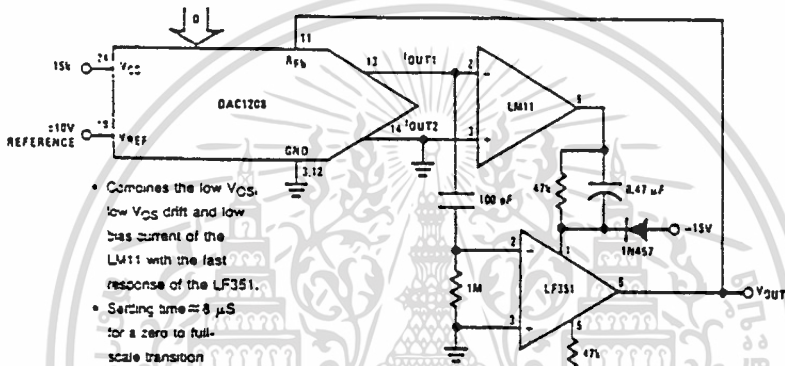 D
11
15V 24 VCC
RFb
13 IOUT1
2
LM11
6
DAC1208
±10V
REFERENCE
VREF
14 IOUT2
3
GND
3,12
• Combines the low VOS,
low VOS drift and low
bias current of the
LM11 with the fast
response of the LF351.
• Settling time ≅ 8 μS
for a zero to full-
scale transition
100 pF
47k
0.47 μF
-15V
1N457
2
1
1M
LF351
6
VOUT
3
5
47k